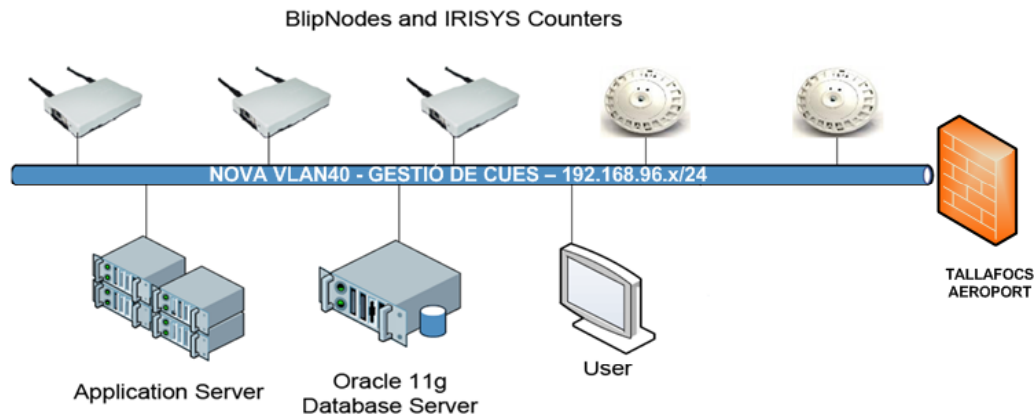 BlipNodes and IRISYS Counters
NOVA VLAN40 - GESTIÓ DE CUES – 192.168.96.x/24
TALLAFOCS
AEROPORT
Application Server
Oracle 11g
Database Server
User